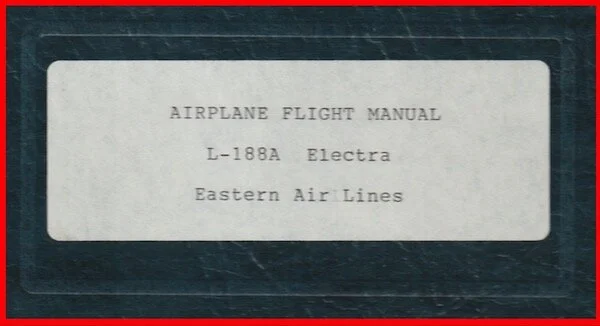 AIRPLANE FLIGHT MANUAL
L-188A Electra
Eastern Air Lines